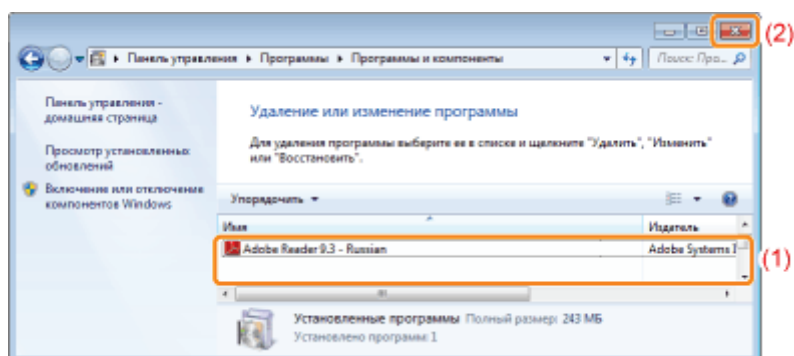 (2)
Панель управления ▸ Программы ▸ Программы и компоненты
Поиск: Про...
Панель управления -
домашняя страница
Просмотр установленных
обновлений
Включение или отключение
компонентов Windows
Удаление или изменение программы
Для удаления программы выберите ее в списке и щелкните "Удалить", "Изменить"
или "Восстановить".
Упорядочить
Имя Издатель
Adobe Reader 9.3 - Russian Adobe Systems I
(1)
Установленные программы Полный размер: 243 МБ
Установлено программ: 1